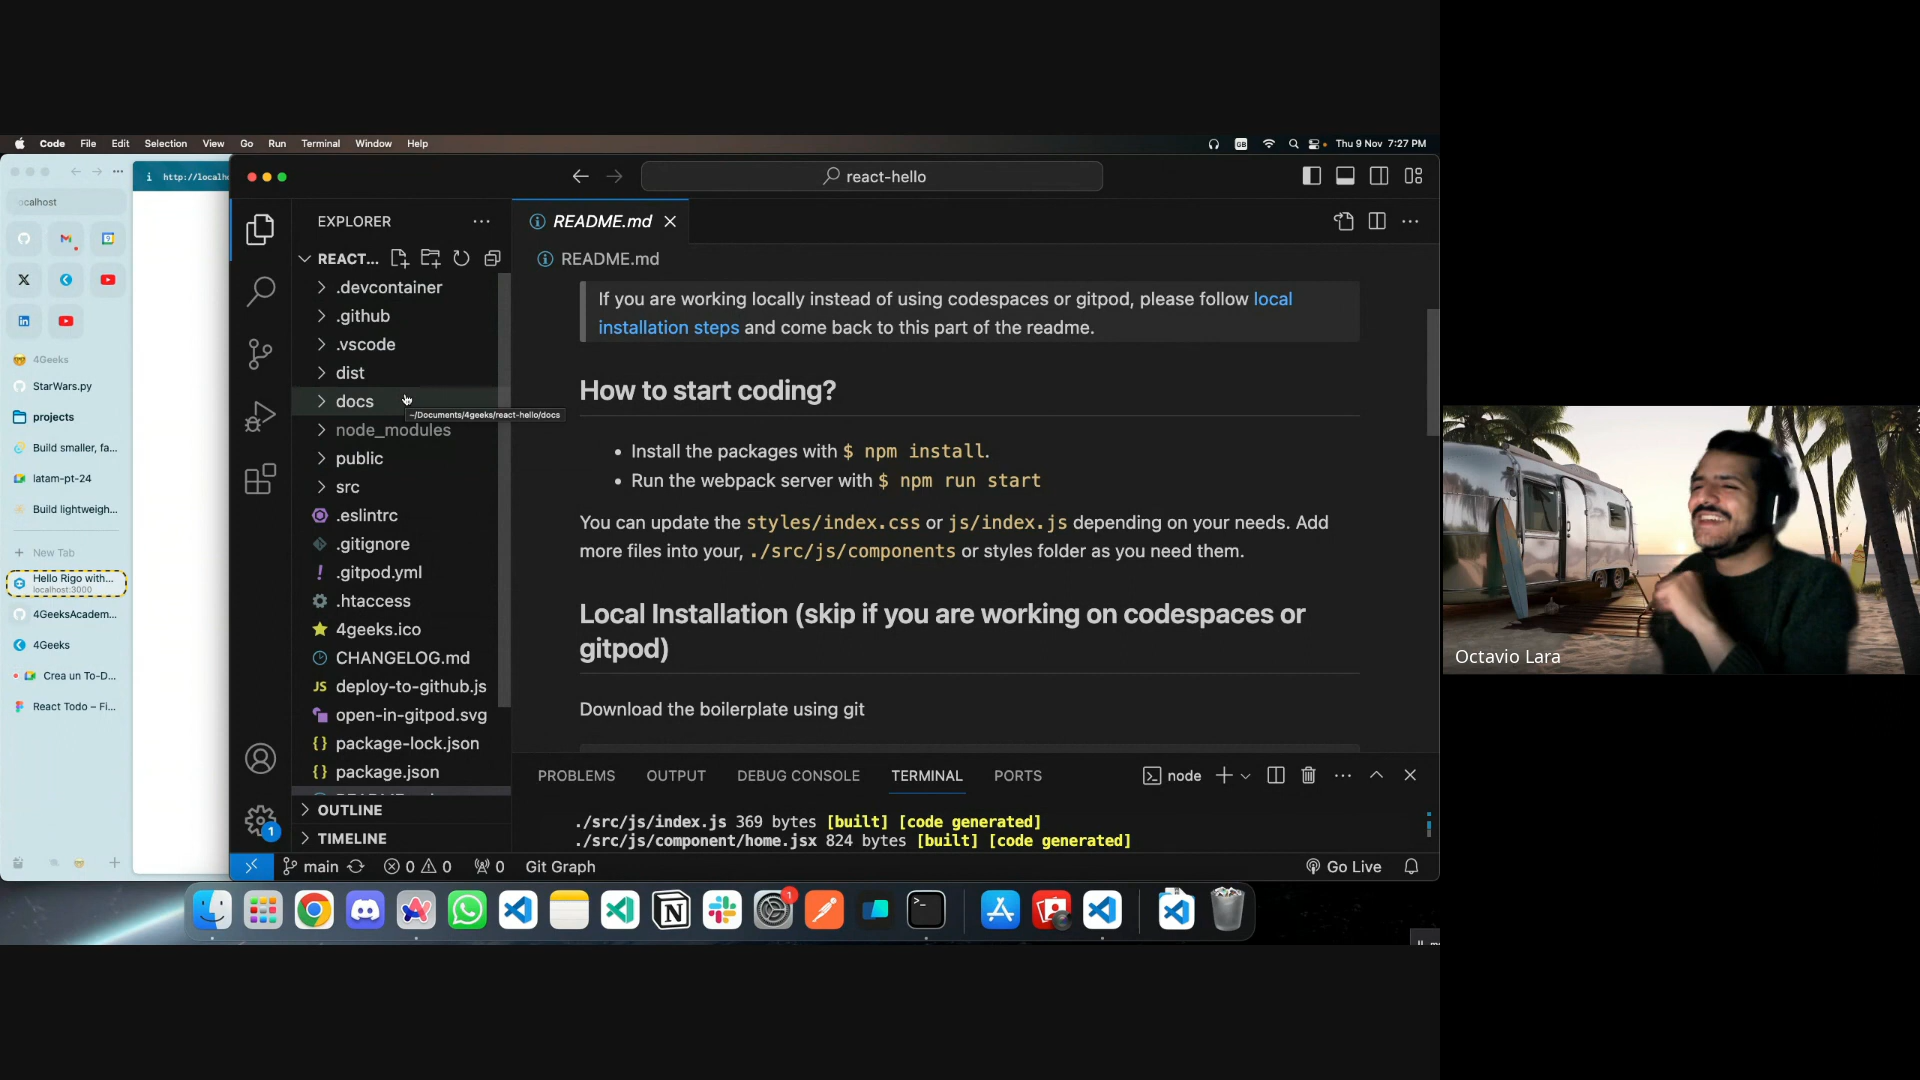 Code File Edit Selection View Go Run Terminal Window Help
GB Thu 9 Nov 7:27 PM
ocalhost
4Geeks
StarWars.py
projects
Build smaller, fa...
latam-pt-24
Build lightweigh...
New Tab
Hello Rigo with...
localhost:3000
4GeeksAcadem...
4Geeks
Crea un To-D...
React Todo – Fi...
http://localh
react-hello
EXPLORER
REACT...
.devcontainer
.github
.vscode
dist
docs
~/Documents/4geeks/react-hello/docs
node_modules
public
src
.eslintrc
.gitignore
.gitpod.yml
.htaccess
4geeks.ico
CHANGELOG.md
deploy-to-github.js
open-in-gitpod.svg
package-lock.json
package.json
OUTLINE
TIMELINE
README.md
README.md
If you are working locally instead of using codespaces or gitpod, please follow local
installation steps and come back to this part of the readme.
How to start coding?
• Install the packages with $ npm install.
• Run the webpack server with $ npm run start
You can update the styles/index.css or js/index.js depending on your needs. Add
more files into your, ./src/js/components or styles folder as you need them.
Local Installation (skip if you are working on codespaces or
gitpod)
Download the boilerplate using git
PROBLEMS OUTPUT DEBUG CONSOLE TERMINAL PORTS node
./src/js/index.js 369 bytes [built] [code generated]
./src/js/component/home.jsx 824 bytes [built] [code generated]
1
main 0 0 0 Git Graph Go Live
1
Octavio Lara